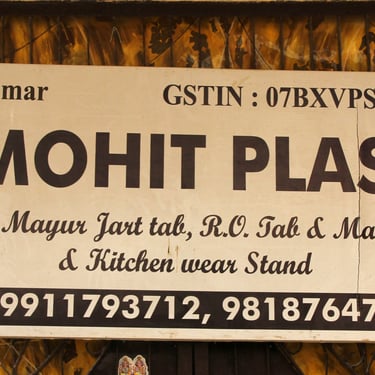 mar GSTIN : 07BXVPS
MOHIT PLAS
Mayur Jart tab, R.O. Tab & Ma
& Kitchen wear Stand
9911793712, 98187647